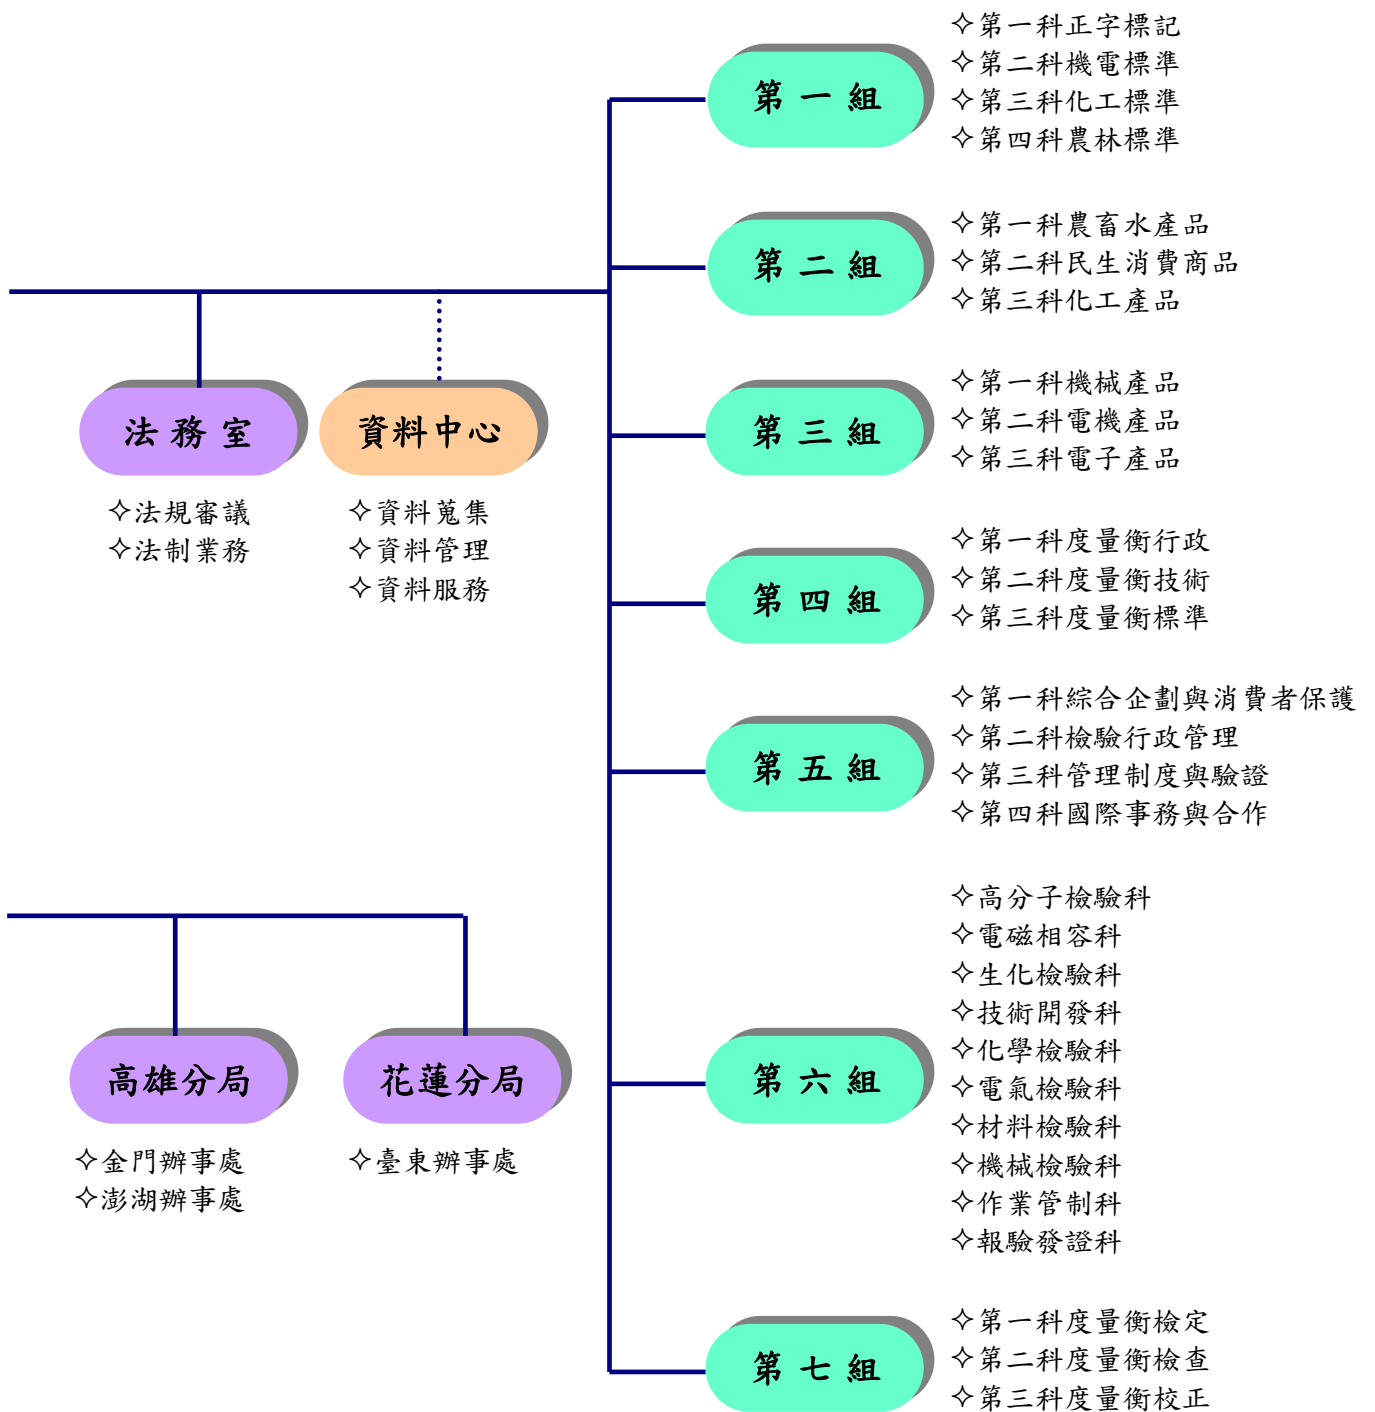 第一組
✧第一科正字標記
✧第二科機電標準
✧第三科化工標準
✧第四科農林標準
第二組
✧第一科農畜水產品
✧第二科民生消費商品
✧第三科化工產品
法務室
✧法規審議
✧法制業務
資料中心
✧資料蒐集
✧資料管理
✧資料服務
第三組
✧第一科機械產品
✧第二科電機產品
✧第三科電子產品
第四組
✧第一科度量衡行政
✧第二科度量衡技術
✧第三科度量衡標準
第五組
✧第一科綜合企劃與消費者保護
✧第二科檢驗行政管理
✧第三科管理制度與驗證
✧第四科國際事務與合作
高雄分局
✧金門辦事處
✧澎湖辦事處
花蓮分局
✧臺東辦事處
第六組
✧高分子檢驗科
✧電磁相容科
✧生化檢驗科
✧技術開發科
✧化學檢驗科
✧電氣檢驗科
✧材料檢驗科
✧機械檢驗科
✧作業管制科
✧報驗發證科
第七組
✧第一科度量衡檢定
✧第二科度量衡檢查
✧第三科度量衡校正